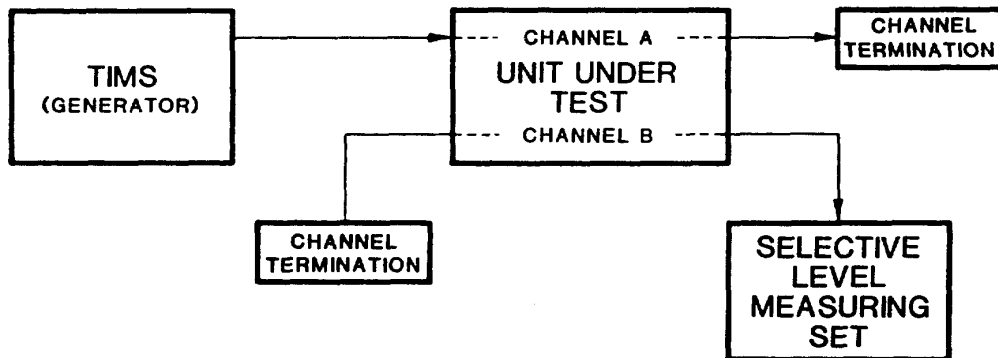 TIMS
(GENERATOR)
CHANNEL A
UNIT UNDER
TEST
CHANNEL B
CHANNEL
TERMINATION
CHANNEL
TERMINATION
SELECTIVE
LEVEL
MEASURING
SET